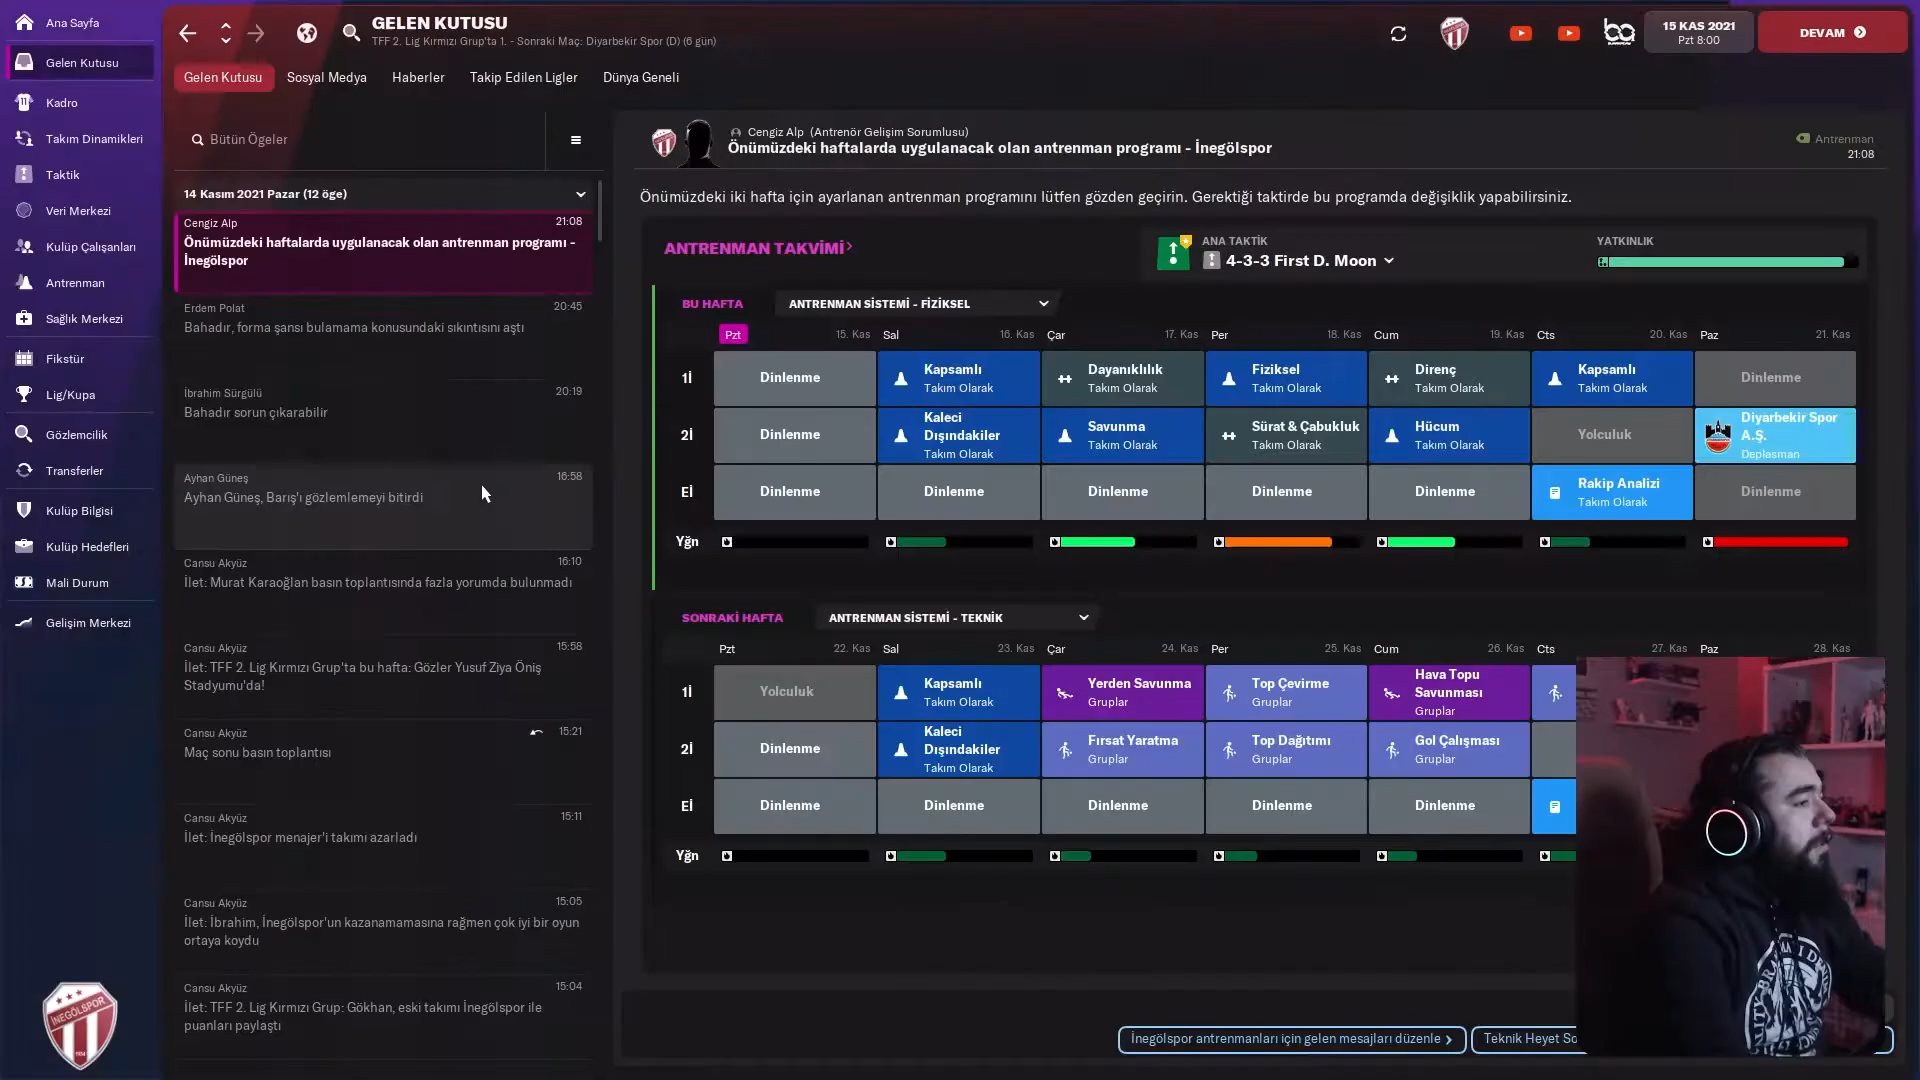 Ana Sayfa
Gelen Kutusu
Kadro
Takım Dinamikleri
Taktik
Veri Merkezi
Kulüp Çalışanları
Antrenman
Sağlık Merkezi
Fikstür
Lig/Kupa
Gözlemcilik
Transferler
Kulüp Bilgisi
Kulüp Hedefleri
Mali Durum
Gelişim Merkezi
İNEGÖLSPOR
GELEN KUTUSU
TFF 2. Lig Kırmızı Grup'ta 1. - Sonraki Maç: Diyarbekir Spor (D) (6 gün)
15 KAS 2021
Pzt 8:00
DEVAM
Gelen Kutusu
Sosyal Medya
Haberler
Takip Edilen Ligler
Dünya Geneli
Bütün Ögeler
14 Kasım 2021 Pazar (12 öge)
Cengiz Alp 21:08
Önümüzdeki haftalarda uygulanacak olan antrenman programı -
İnegölspor
Erdem Polat 20:45
Bahadır, forma şansı bulamama konusundaki sıkıntısını aştı
İbrahim Sürgülü 20:19
Bahadır sorun çıkarabilir
Ayhan Güneş 16:58
Ayhan Güneş, Barış'ı gözlemlemeyi bitirdi
Cansu Akyüz 16:10
İlet: Murat Karaoğlan basın toplantısında fazla yorumda bulunmadı
Cansu Akyüz 15:58
İlet: TFF 2. Lig Kırmızı Grup'ta bu hafta: Gözler Yusuf Ziya Öniş
Stadyumu'da!
Cansu Akyüz 15:21
Maç sonu basın toplantısı
Cansu Akyüz 15:11
İlet: İnegölspor menajer'i takımı azarladı
Cansu Akyüz 15:05
İlet: İbrahim, İnegölspor'un kazanamamasına rağmen çok iyi bir oyun
ortaya koydu
Cansu Akyüz 15:04
İlet: TFF 2. Lig Kırmızı Grup: Gökhan, eski takımı İnegölspor ile
puanları paylaştı
Cengiz Alp (Antrenör Gelişim Sorumlusu)
Önümüzdeki haftalarda uygulanacak olan antrenman programı - İnegölspor
Antrenman
21:08
Önümüzdeki iki hafta için ayarlanan antrenman programını lütfen gözden geçirin. Gerektiği taktirde bu programda değişiklik yapabilirsiniz.
ANTRENMAN TAKVİMİ
ANA TAKTİK
4-3-3 First D. Moon
YATKINLIK
BU HAFTA
ANTRENMAN SİSTEMİ - FİZİKSEL
Pzt 15. Kas Sal 16. Kas Çar 17. Kas Per 18. Kas Cum 19. Kas Cts 20. Kas Paz 21. Kas
1İ Dinlenme Kapsamlı Dayanıklılık Fiziksel Direnç Kapsamlı Dinlenme
Takım Olarak Takım Olarak Takım Olarak Takım Olarak Takım Olarak
2İ Dinlenme Kaleci Dışındakiler Savunma Sürat & Çabukluk Hücum Yolculuk Diyarbekir Spor A.Ş.
Takım Olarak Takım Olarak Takım Olarak Takım Olarak Deplasman
Eİ Dinlenme Dinlenme Dinlenme Dinlenme Dinlenme Rakip Analizi Dinlenme
Takım Olarak
Yğn
SONRAKİ HAFTA
ANTRENMAN SİSTEMİ - TEKNİK
Pzt 22. Kas Sal 23. Kas Çar 24. Kas Per 25. Kas Cum 26. Kas Cts 27. Kas Paz 28. Kas
1İ Yolculuk Kapsamlı Yerden Savunma Top Çevirme Hava Topu Savunması
Takım Olarak Gruplar Gruplar Gruplar
2İ Dinlenme Kaleci Dışındakiler Fırsat Yaratma Top Dağıtımı Gol Çalışması
Takım Olarak Gruplar Gruplar Gruplar
Eİ Dinlenme Dinlenme Dinlenme Dinlenme Dinlenme
Yğn
İnegölspor antrenmanları için gelen mesajları düzenle
Teknik Heyet So